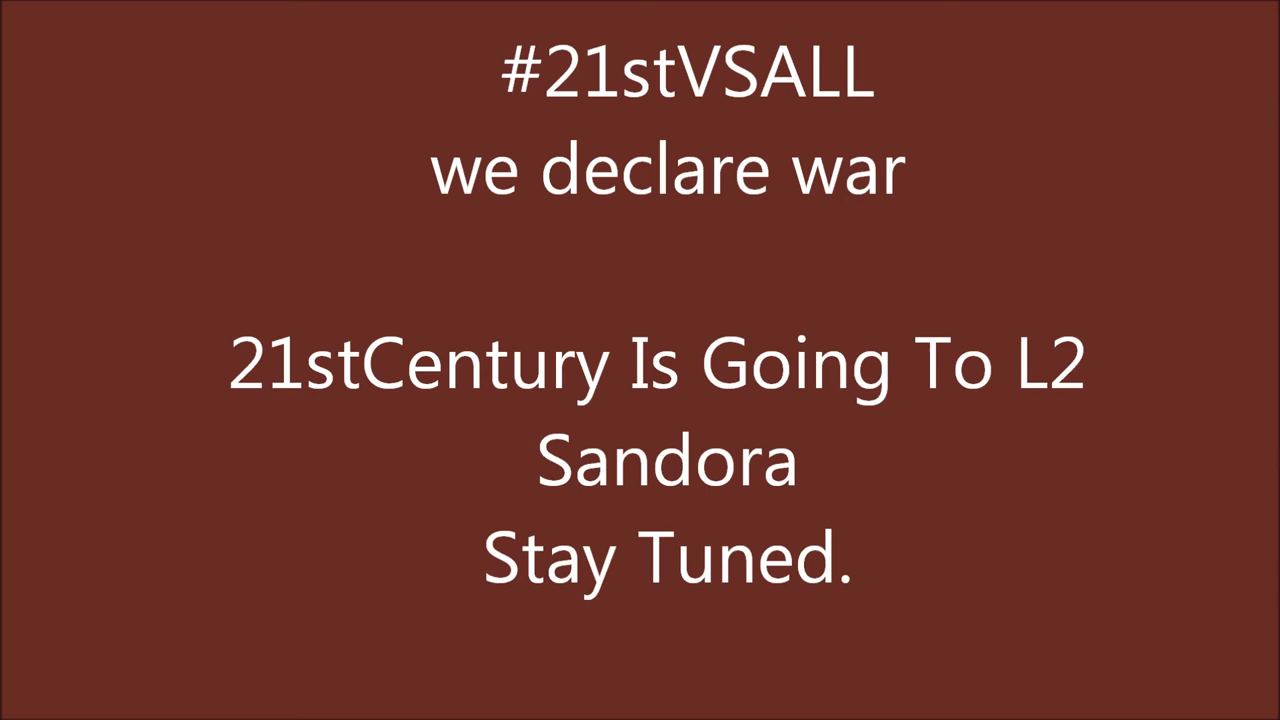 #21stVSALL
we declare war
21stCentury Is Going To L2
Sandora
Stay Tuned.